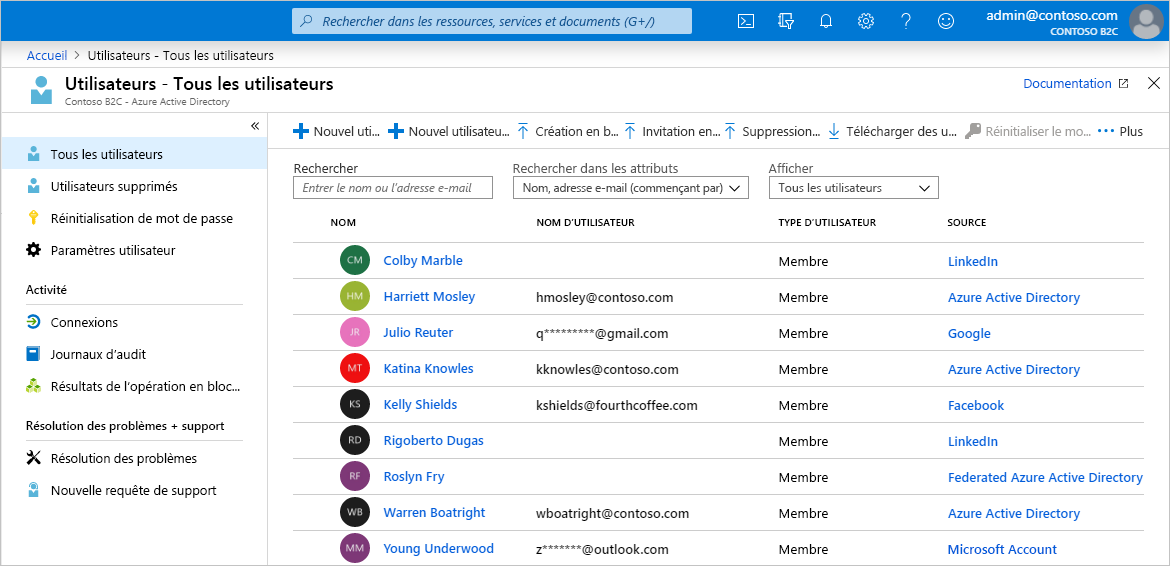 Rechercher dans les ressources, services et documents (G+/)
admin@contoso.com
CONTOSO B2C
Accueil > Utilisateurs - Tous les utilisateurs
Utilisateurs - Tous les utilisateurs
Contoso B2C - Azure Active Directory
Documentation
Tous les utilisateurs
Utilisateurs supprimés
Réinitialisation de mot de passe
Paramètres utilisateur
Activité
Connexions
Journaux d’audit
Résultats de l’opération en bloc...
Résolution des problèmes + support
Résolution des problèmes
Nouvelle requête de support
Nouvel uti... Nouvel utilisateu... Création en b... Invitation en... Suppression... Télécharger des u... Réinitialiser le mo... Plus
Rechercher Rechercher dans les attributs Afficher
Entrer le nom ou l’adresse e-mail Nom, adresse e-mail (commençant par) Tous les utilisateurs
NOM NOM D’UTILISATEUR TYPE D’UTILISATEUR SOURCE
CM Colby Marble Membre LinkedIn
HM Harriett Mosley hmosley@contoso.com Membre Azure Active Directory
JR Julio Reuter q*********@gmail.com Membre Google
MT Katina Knowles kknowles@contoso.com Membre Azure Active Directory
KS Kelly Shields kshields@fourthcoffee.com Membre Facebook
RD Rigoberto Dugas Membre LinkedIn
RF Roslyn Fry Membre Federated Azure Active Directory
WB Warren Boatright wboatright@contoso.com Membre Azure Active Directory
MM Young Underwood z*******@outlook.com Membre Microsoft Account